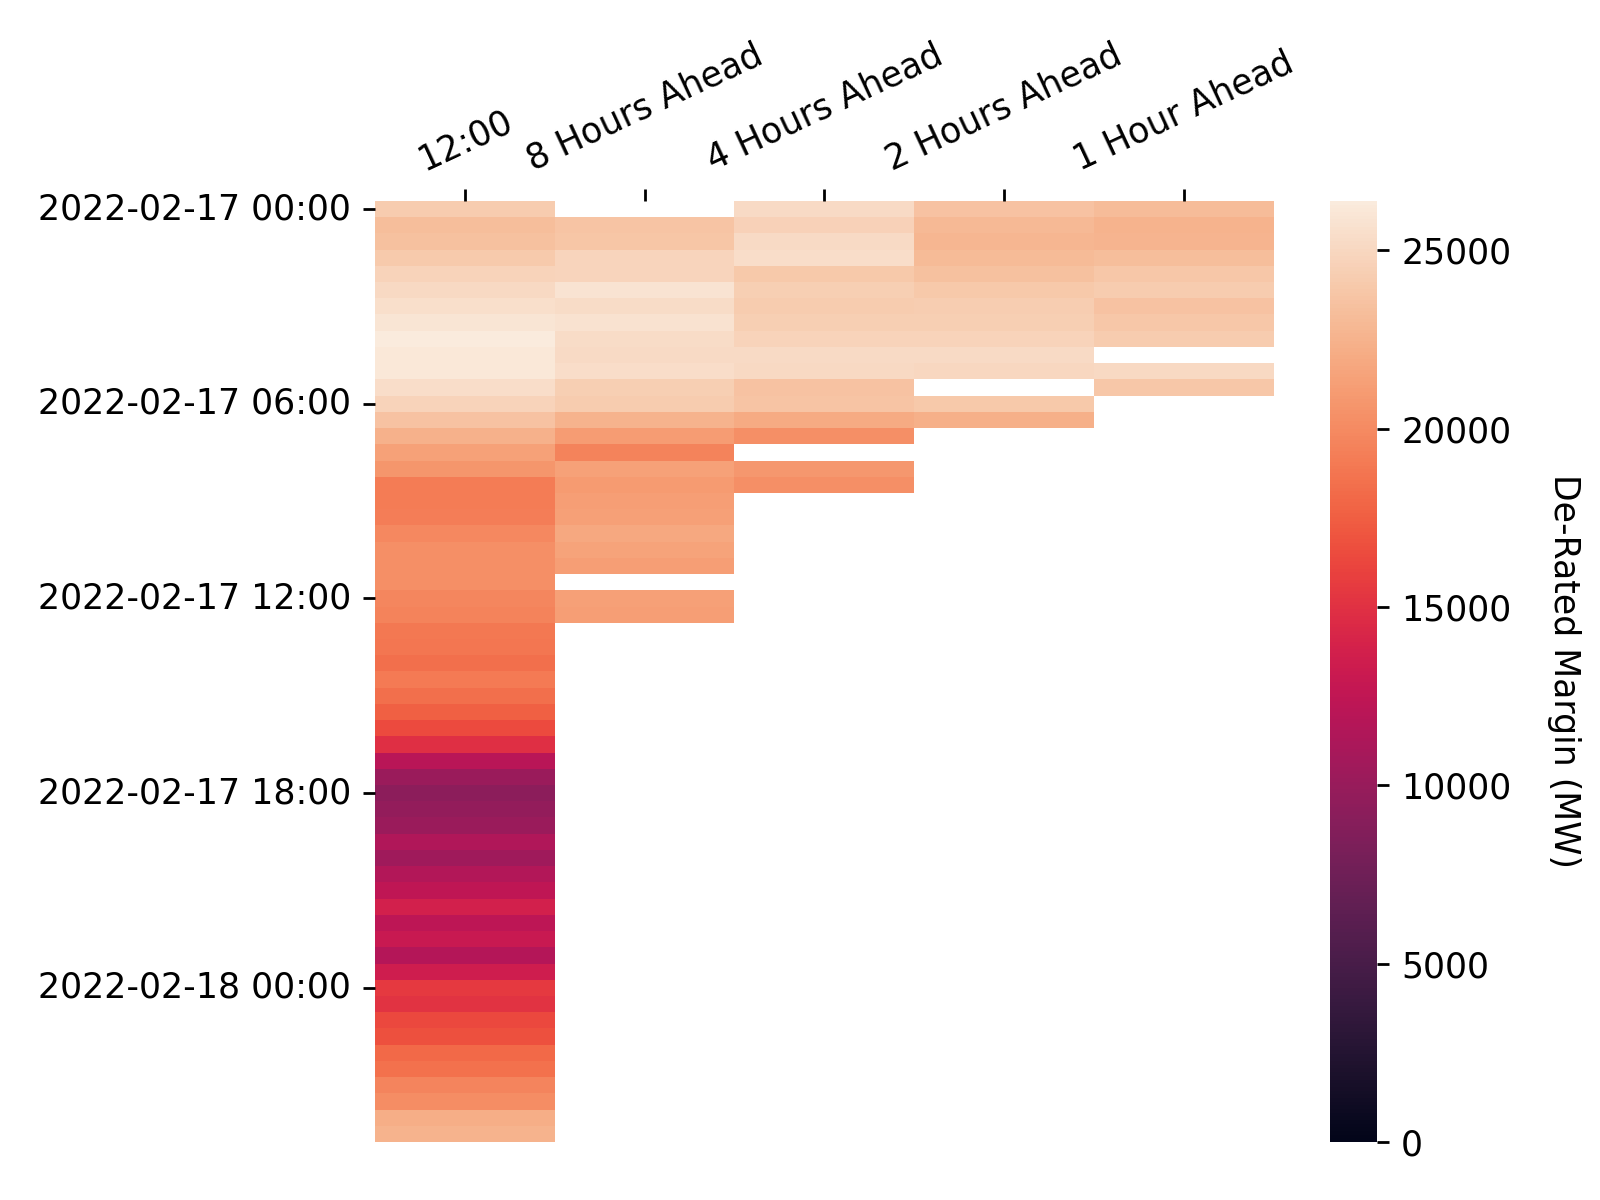 12:00
8 Hours Ahead
4 Hours Ahead
2 Hours Ahead
1 Hour Ahead
2022-02-17 00:00
2022-02-17 06:00
2022-02-17 12:00
2022-02-17 18:00
2022-02-18 00:00
25000
20000
15000
10000
5000
0
De-Rated Margin (MW)